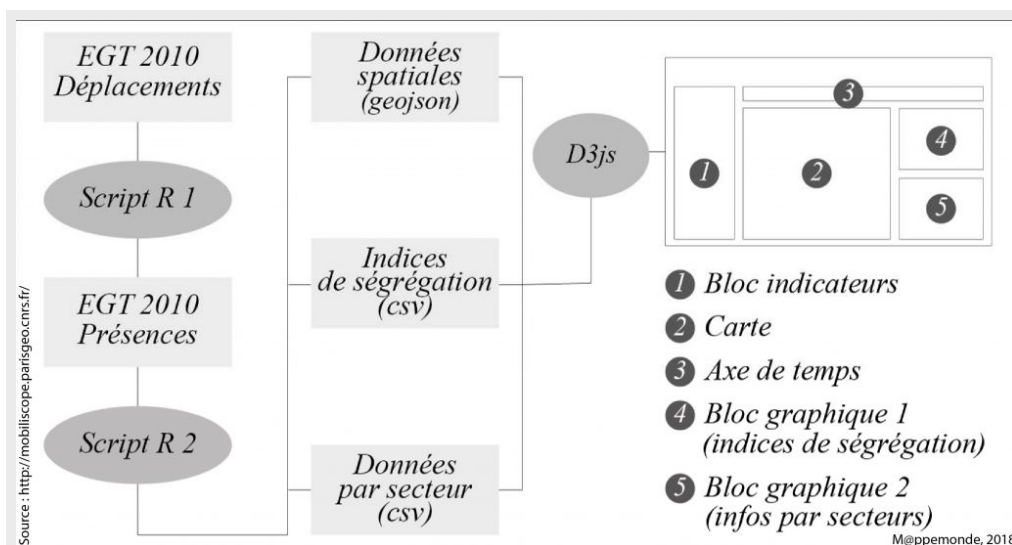 EGT 2010
Déplacements
Script R 1
EGT 2010
Présences
Script R 2
Données
spatiales
(geojson)
Indices
de ségrégation
(csv)
Données
par secteur
(csv)
D3js
1
2
3
4
5
1 Bloc indicateurs
2 Carte
3 Axe de temps
4 Bloc graphique 1
(indices de ségrégation)
5 Bloc graphique 2
(infos par secteurs)
Source : http://mobiliscope.parisgeo.cnrs.fr/
M@ppemonde, 2018